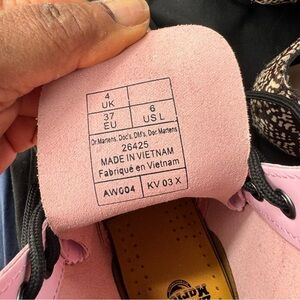 4 UK
37 EU
6 US L
Dr.Martens, Doc's, DM's, Doc Martens
26425
MADE IN VIETNAM
Fabriqué en Vietnam
AW004 KV 03 X